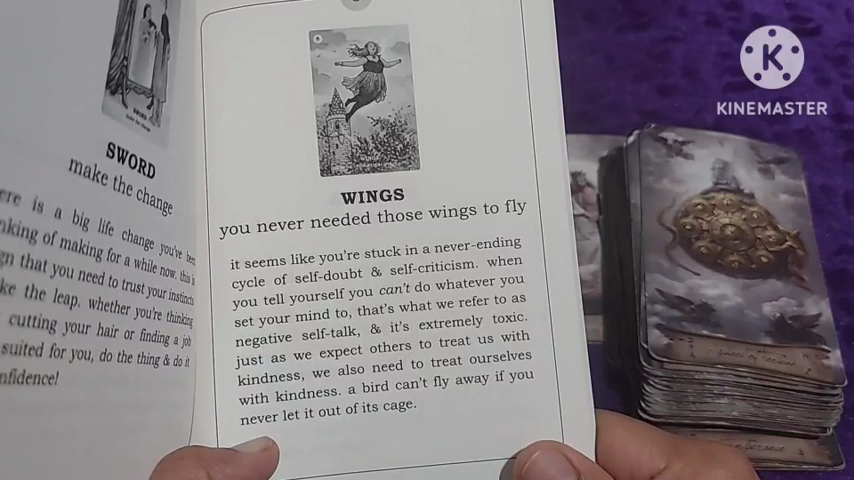 SWORD
make the change
ere is a big life change you've been
nking of making for a while now. this is
gn that you need to trust your instincts
ke the leap. whether you're thinking
cutting your hair or finding a job
suited for you, do the thing & do it
nfidence!
WINGS
you never needed those wings to fly
it seems like you're stuck in a never-ending
cycle of self-doubt & self-criticism. when
you tell yourself you can't do whatever you
set your mind to, that's what we refer to as
negative self-talk, & it's extremely toxic.
just as we expect others to treat us with
kindness, we also need to treat ourselves
with kindness. a bird can't fly away if you
never let it out of its cage.
K
KINEMASTER